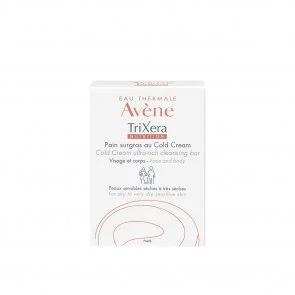 EAU THERMALE
Avène
TriXera
NUTRITION
Pain surgras au Cold Cream
Cold Cream ultra-rich cleansing bar
Visage et corps - Face and body
Peaux sensibles sèches à très sèches
For dry to very dry sensitive skin
PARIS